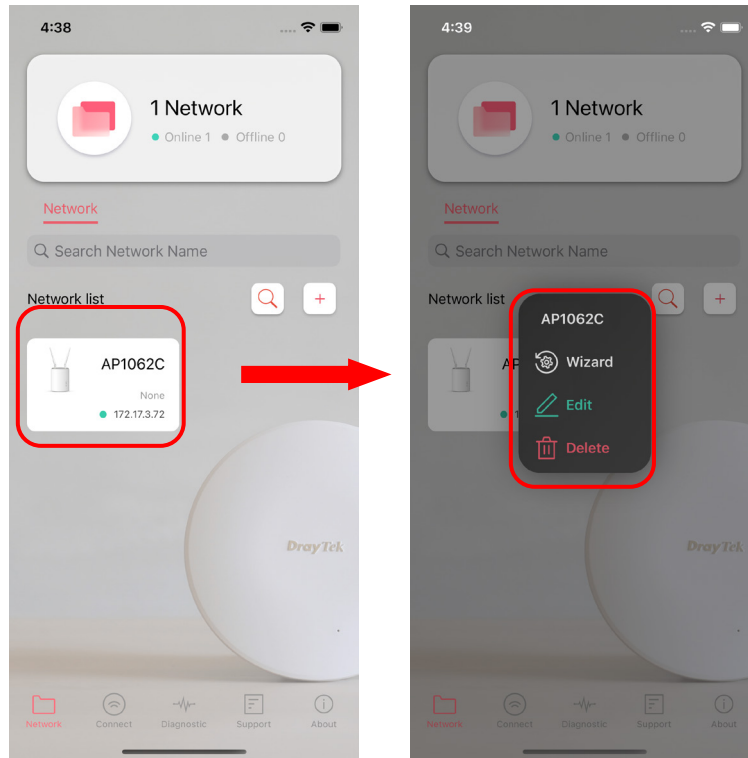 4:38
1 Network
Online 1 Offline 0
Network
Search Network Name
Network list
+
AP1062C
None
172.17.3.72
DrayTek
Network Connect Diagnostic Support About
4:39
1 Network
Online 1 Offline 0
Network
Search Network Name
Network list
+
AP1062C
AP
Wizard
1
Edit
Delete
DrayTek
Network Connect Diagnostic Support About